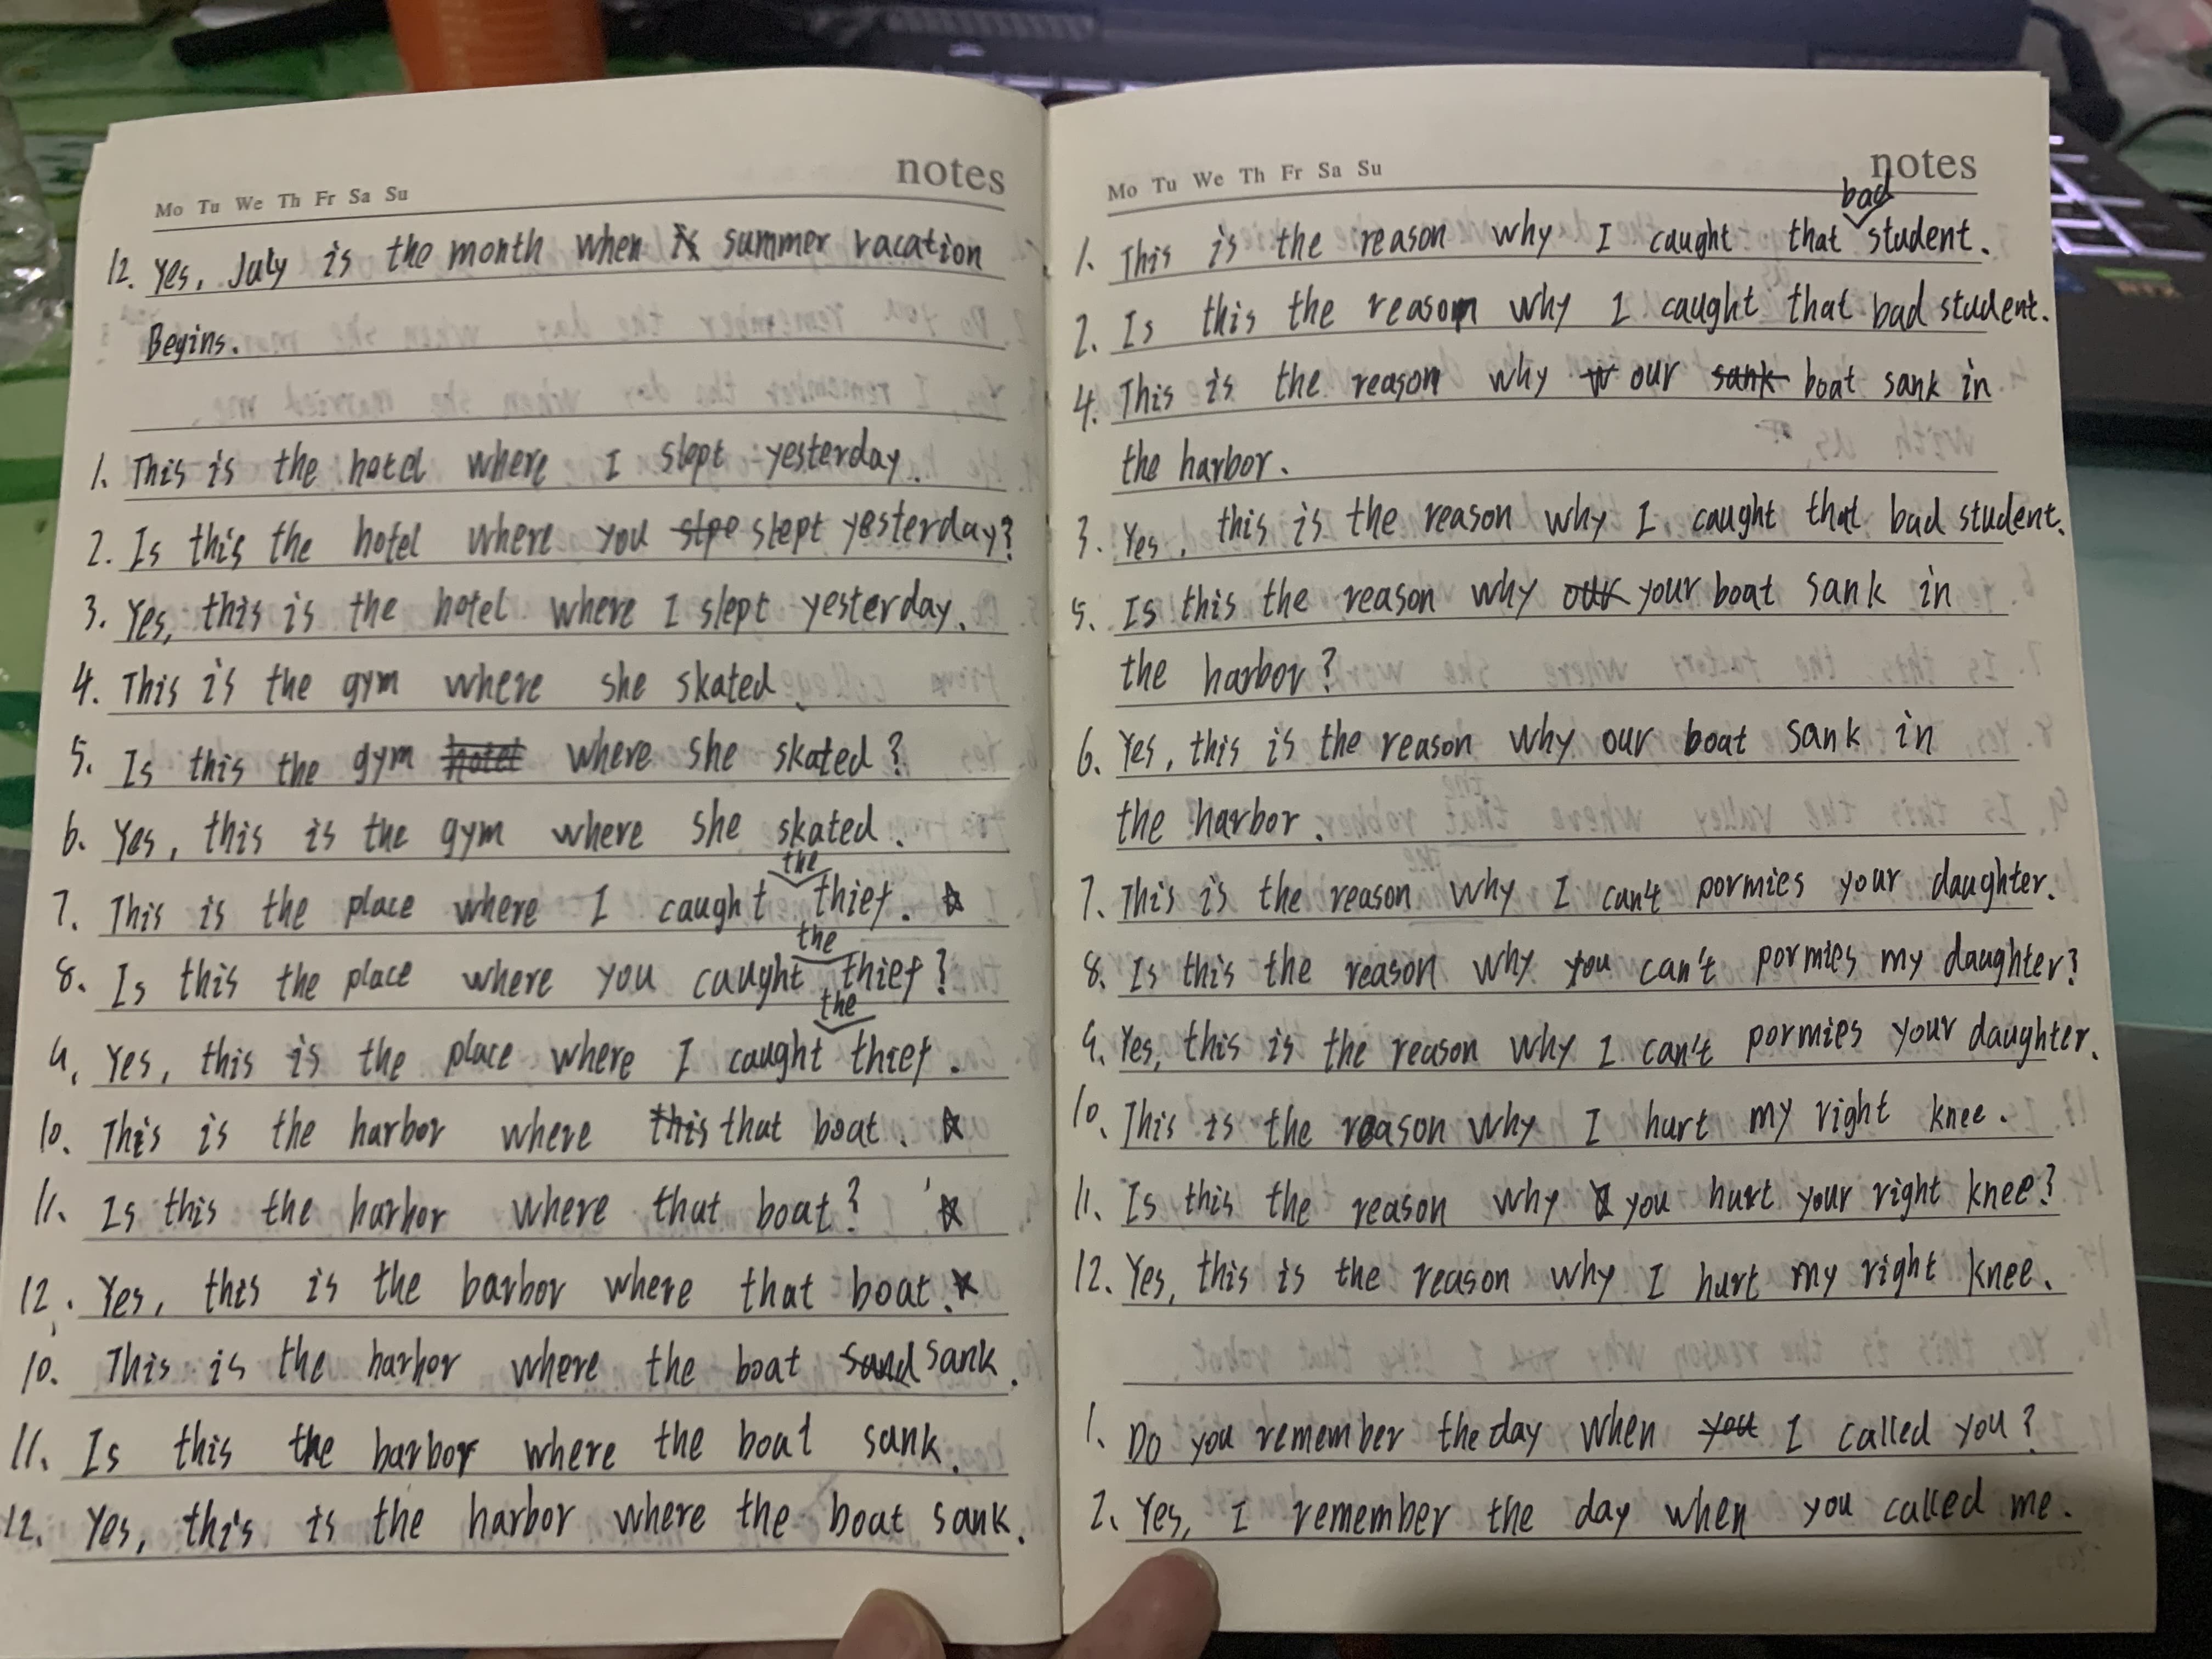 notes
Mo Tu We Th Fr Sa Su
12. Yes, July is the month when is summer vacation
Begins.
1. This is the hotel where I slept yesterday.
2. Is this the hotel where you slpe slept yesterday?
3. Yes, this is the hotel where I slept yesterday.
4. This is the gym where she skated.
5. Is this the gym hotel where she skated?
6. Yes, this is the gym where she skated.
the
7. This is the place where I caught thief. ☆
the
8. Is this the place where you caught thief?
the
9. Yes, this is the place where I caught thief.
10. This is the harbor where this that boat. ☆
11. Is this the harbor where that boat? ☆
12. Yes, this is the barbor where that boat. ☆
10. This is the harbor where the boat sand sank.
11. Is this the barbor where the boat sank.
12. Yes, this is the harbor where the boat sank.
notes
Mo Tu We Th Fr Sa Su
bad
1. This is the reason why I caught that student.
2. Is this the reason why I caught that bad student.
4. This is the reason why w our sank boat sank in
the harbor.
3. Yes, this is the reason why I caught that bad student.
5. Is this the reason why our your boat sank in
the harbor?
6. Yes, this is the reason why our boat sank in
the harbor.
7. This is the reason why I can't pormies your daughter.
8. Is this the reason why you can't pormies my daughter?
9. Yes, this is the reason why I can't pormies your daughter.
10. This is the reason why I hurt my right knee.
11. Is this the reason why you hurt your right knee?
12. Yes, this is the reason why I hurt my right knee.
1. Do you remember the day when you I called you?
2. Yes, I remember the day when you called me.